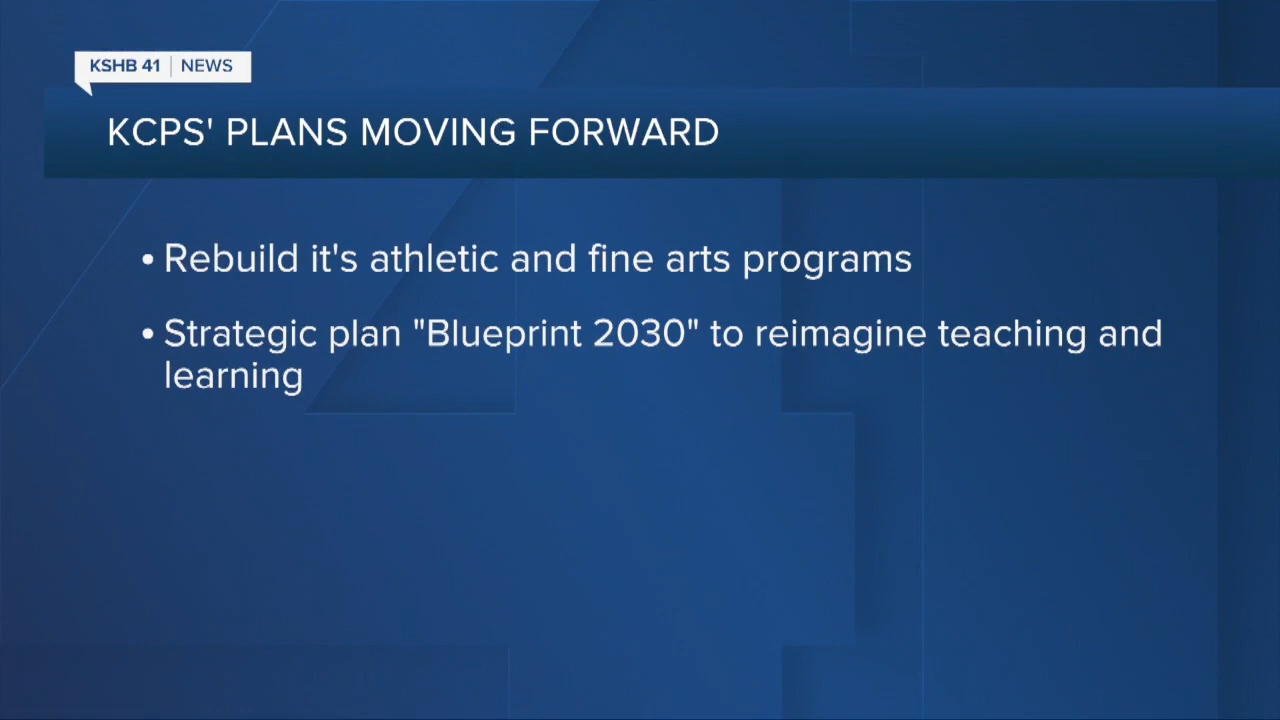 KSHB 41 | NEWS
KCPS' PLANS MOVING FORWARD
• Rebuild it's athletic and fine arts programs
• Strategic plan "Blueprint 2030" to reimagine teaching and
learning